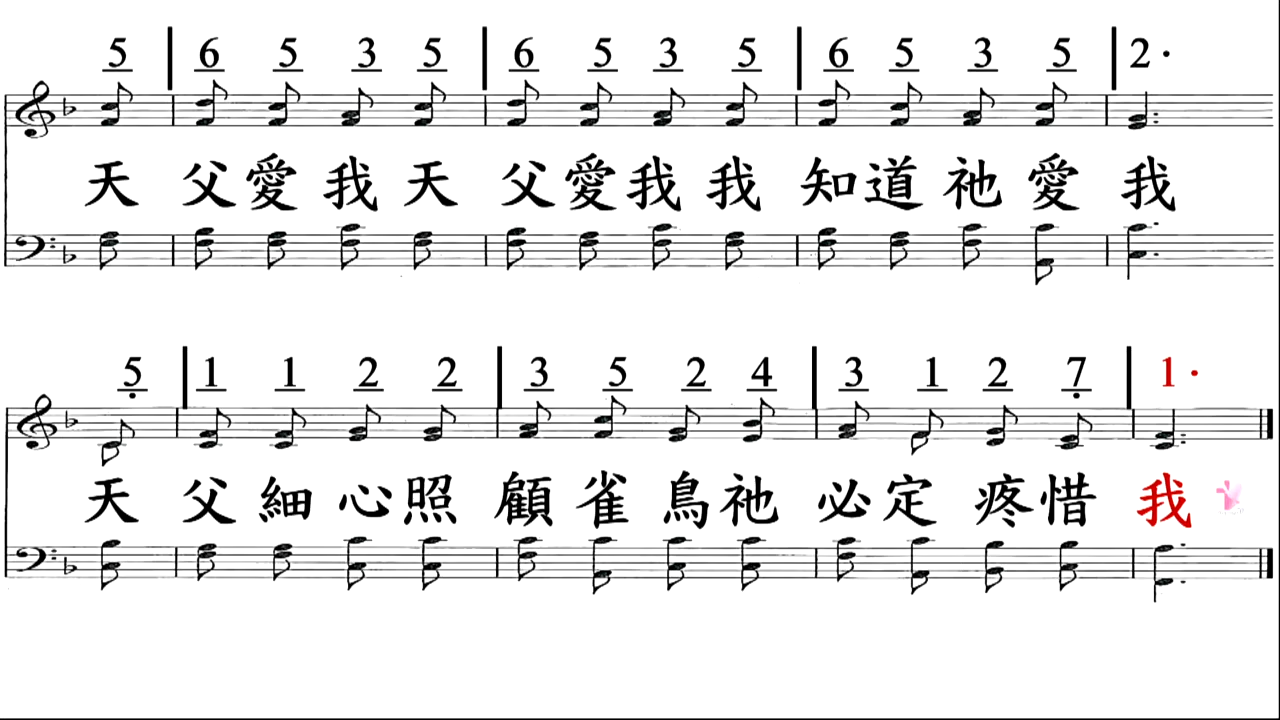 5 | 6 5 3 5 | 6 5 3 5 | 6 5 3 5 | 2·
天父愛我天父愛我我知道祂愛我
5̣ | 1 1 2 2 | 3 5 2 4 | 3 1 2 7̣ | 1·
天父細心照顧雀鳥祂必定疼惜我